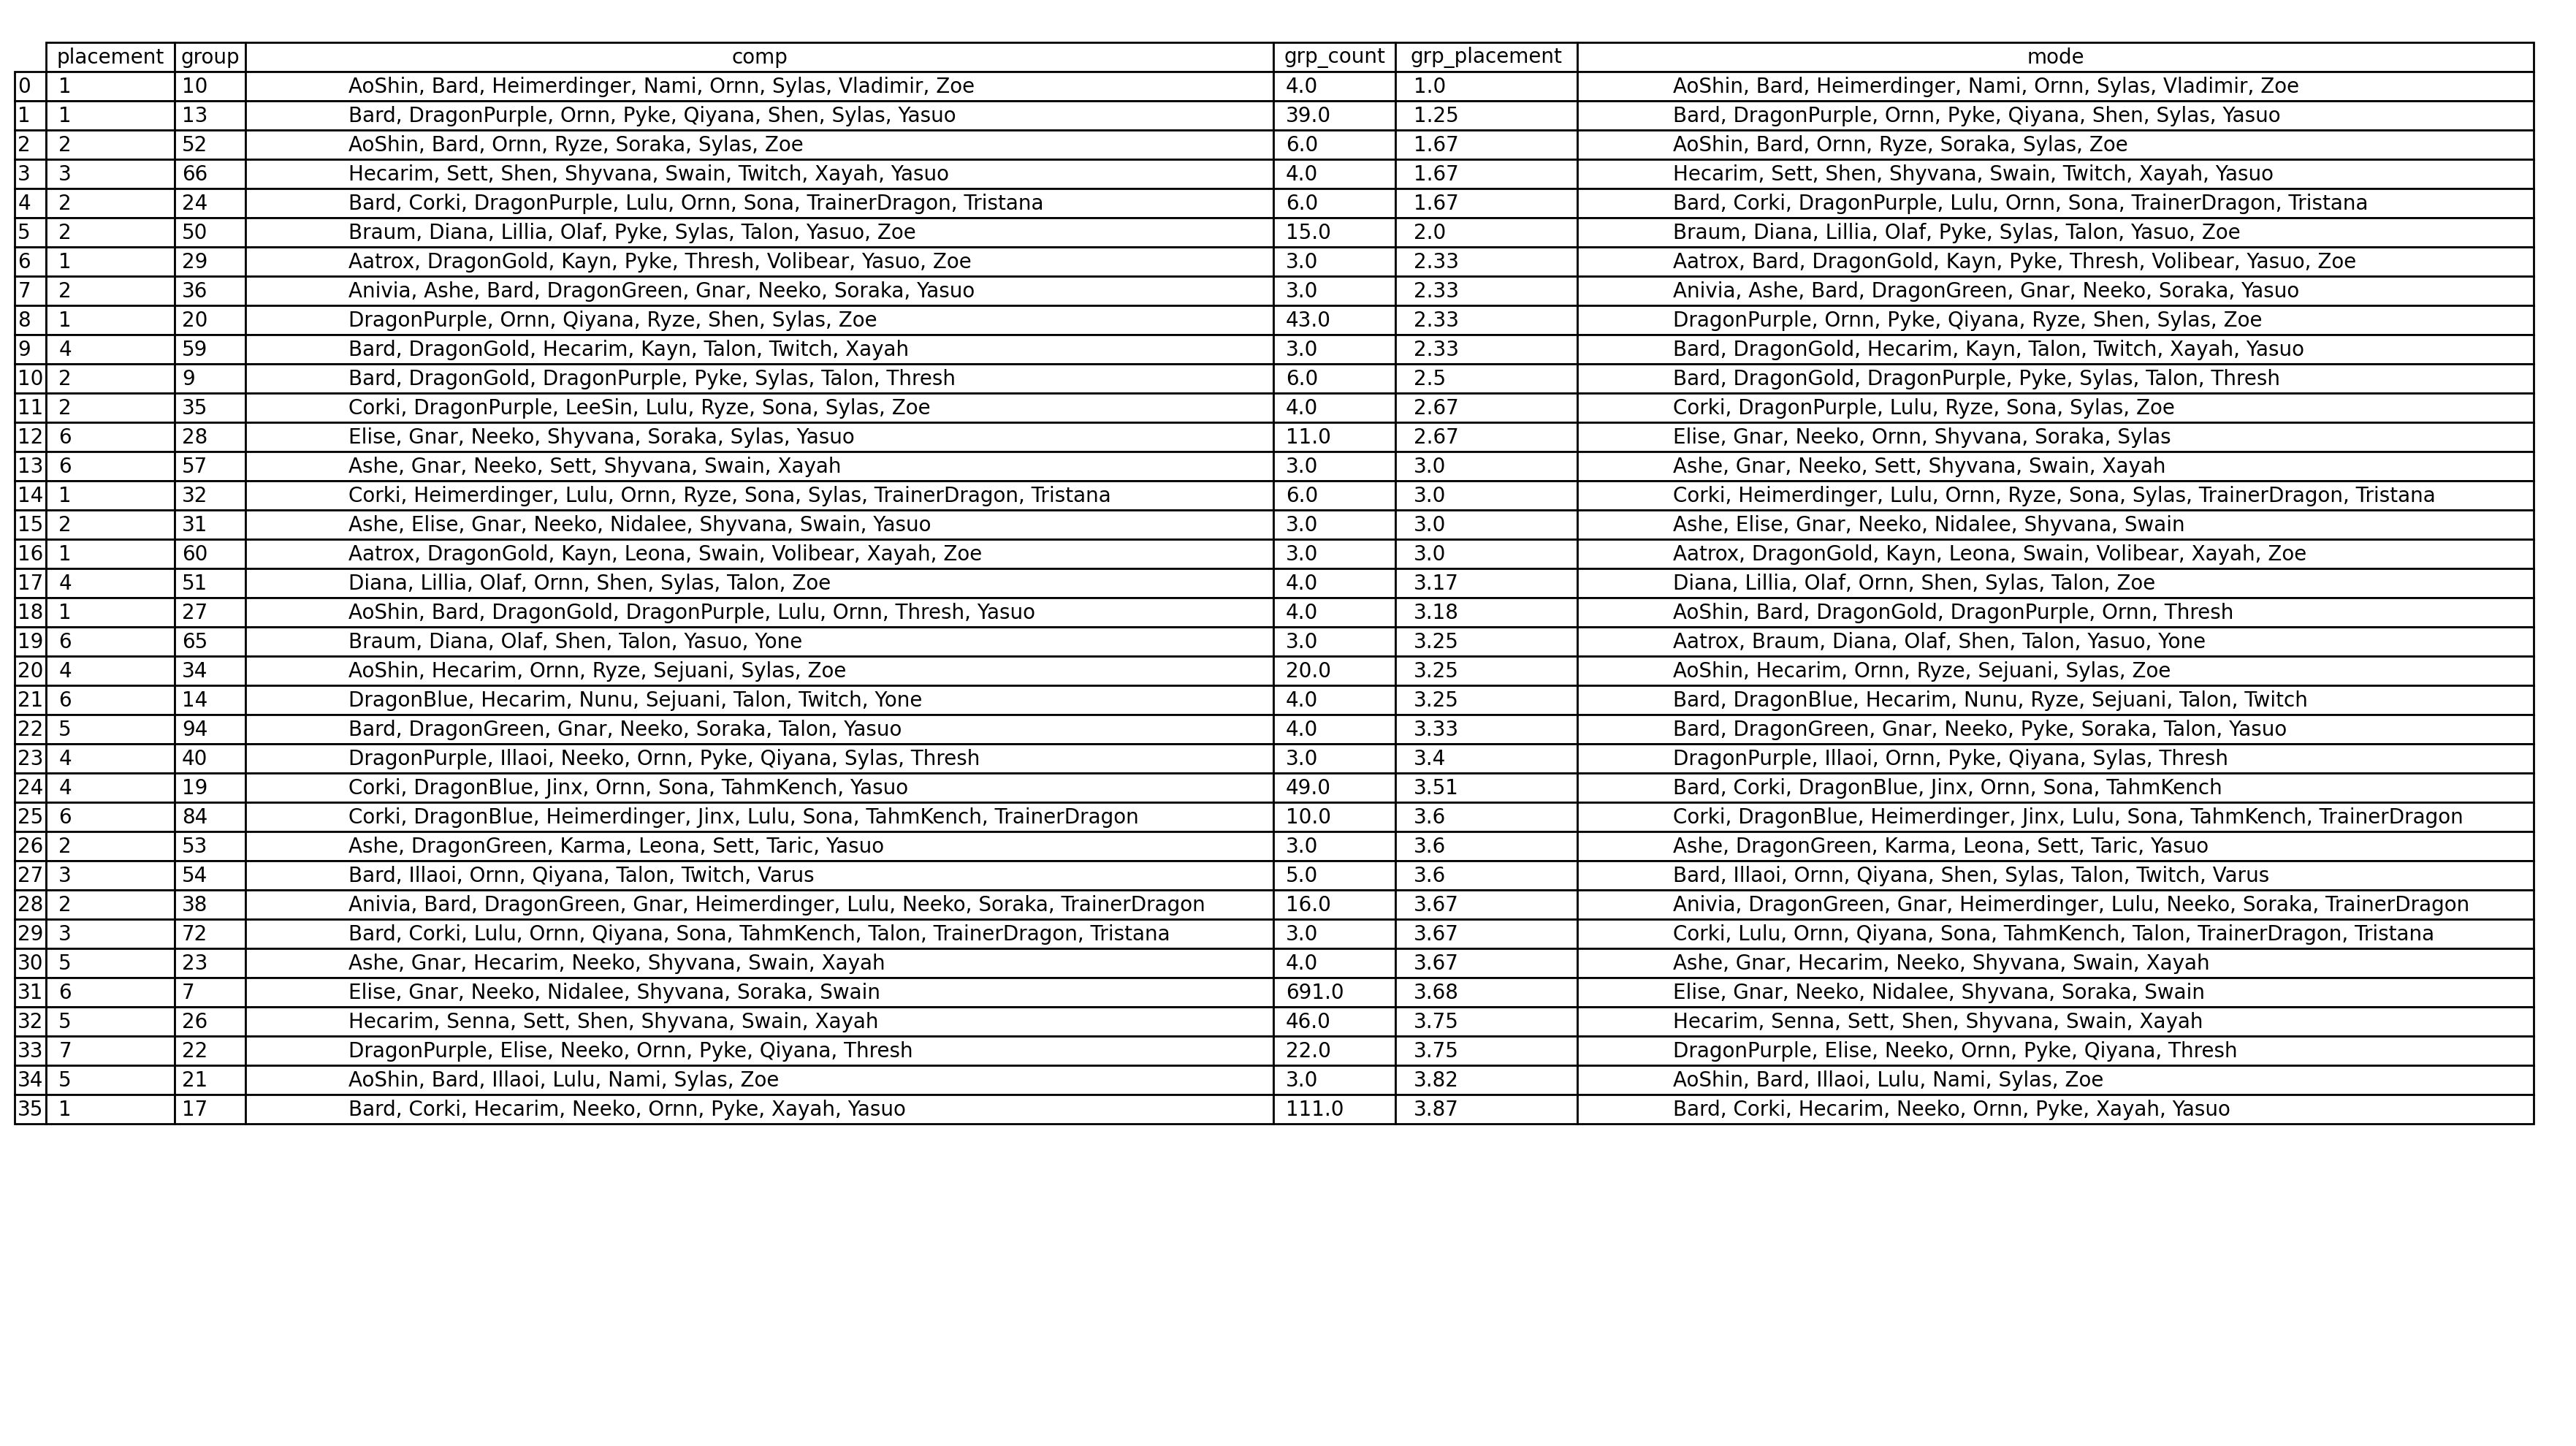 placement group comp grp_count grp_placement mode
0 1 10 AoShin, Bard, Heimerdinger, Nami, Ornn, Sylas, Vladimir, Zoe 4.0 1.0 AoShin, Bard, Heimerdinger, Nami, Ornn, Sylas, Vladimir, Zoe
1 1 13 Bard, DragonPurple, Ornn, Pyke, Qiyana, Shen, Sylas, Yasuo 39.0 1.25 Bard, DragonPurple, Ornn, Pyke, Qiyana, Shen, Sylas, Yasuo
2 2 52 AoShin, Bard, Ornn, Ryze, Soraka, Sylas, Zoe 6.0 1.67 AoShin, Bard, Ornn, Ryze, Soraka, Sylas, Zoe
3 3 66 Hecarim, Sett, Shen, Shyvana, Swain, Twitch, Xayah, Yasuo 4.0 1.67 Hecarim, Sett, Shen, Shyvana, Swain, Twitch, Xayah, Yasuo
4 2 24 Bard, Corki, DragonPurple, Lulu, Ornn, Sona, TrainerDragon, Tristana 6.0 1.67 Bard, Corki, DragonPurple, Lulu, Ornn, Sona, TrainerDragon, Tristana
5 2 50 Braum, Diana, Lillia, Olaf, Pyke, Sylas, Talon, Yasuo, Zoe 15.0 2.0 Braum, Diana, Lillia, Olaf, Pyke, Sylas, Talon, Yasuo, Zoe
6 1 29 Aatrox, DragonGold, Kayn, Pyke, Thresh, Volibear, Yasuo, Zoe 3.0 2.33 Aatrox, Bard, DragonGold, Kayn, Pyke, Thresh, Volibear, Yasuo, Zoe
7 2 36 Anivia, Ashe, Bard, DragonGreen, Gnar, Neeko, Soraka, Yasuo 3.0 2.33 Anivia, Ashe, Bard, DragonGreen, Gnar, Neeko, Soraka, Yasuo
8 1 20 DragonPurple, Ornn, Qiyana, Ryze, Shen, Sylas, Zoe 43.0 2.33 DragonPurple, Ornn, Pyke, Qiyana, Ryze, Shen, Sylas, Zoe
9 4 59 Bard, DragonGold, Hecarim, Kayn, Talon, Twitch, Xayah 3.0 2.33 Bard, DragonGold, Hecarim, Kayn, Talon, Twitch, Xayah, Yasuo
10 2 9 Bard, DragonGold, DragonPurple, Pyke, Sylas, Talon, Thresh 6.0 2.5 Bard, DragonGold, DragonPurple, Pyke, Sylas, Talon, Thresh
11 2 35 Corki, DragonPurple, LeeSin, Lulu, Ryze, Sona, Sylas, Zoe 4.0 2.67 Corki, DragonPurple, Lulu, Ryze, Sona, Sylas, Zoe
12 6 28 Elise, Gnar, Neeko, Shyvana, Soraka, Sylas, Yasuo 11.0 2.67 Elise, Gnar, Neeko, Ornn, Shyvana, Soraka, Sylas
13 6 57 Ashe, Gnar, Neeko, Sett, Shyvana, Swain, Xayah 3.0 3.0 Ashe, Gnar, Neeko, Sett, Shyvana, Swain, Xayah
14 1 32 Corki, Heimerdinger, Lulu, Ornn, Ryze, Sona, Sylas, TrainerDragon, Tristana 6.0 3.0 Corki, Heimerdinger, Lulu, Ornn, Ryze, Sona, Sylas, TrainerDragon, Tristana
15 2 31 Ashe, Elise, Gnar, Neeko, Nidalee, Shyvana, Swain, Yasuo 3.0 3.0 Ashe, Elise, Gnar, Neeko, Nidalee, Shyvana, Swain
16 1 60 Aatrox, DragonGold, Kayn, Leona, Swain, Volibear, Xayah, Zoe 3.0 3.0 Aatrox, DragonGold, Kayn, Leona, Swain, Volibear, Xayah, Zoe
17 4 51 Diana, Lillia, Olaf, Ornn, Shen, Sylas, Talon, Zoe 4.0 3.17 Diana, Lillia, Olaf, Ornn, Shen, Sylas, Talon, Zoe
18 1 27 AoShin, Bard, DragonGold, DragonPurple, Lulu, Ornn, Thresh, Yasuo 4.0 3.18 AoShin, Bard, DragonGold, DragonPurple, Ornn, Thresh
19 6 65 Braum, Diana, Olaf, Shen, Talon, Yasuo, Yone 3.0 3.25 Aatrox, Braum, Diana, Olaf, Shen, Talon, Yasuo, Yone
20 4 34 AoShin, Hecarim, Ornn, Ryze, Sejuani, Sylas, Zoe 20.0 3.25 AoShin, Hecarim, Ornn, Ryze, Sejuani, Sylas, Zoe
21 6 14 DragonBlue, Hecarim, Nunu, Sejuani, Talon, Twitch, Yone 4.0 3.25 Bard, DragonBlue, Hecarim, Nunu, Ryze, Sejuani, Talon, Twitch
22 5 94 Bard, DragonGreen, Gnar, Neeko, Soraka, Talon, Yasuo 4.0 3.33 Bard, DragonGreen, Gnar, Neeko, Pyke, Soraka, Talon, Yasuo
23 4 40 DragonPurple, Illaoi, Neeko, Ornn, Pyke, Qiyana, Sylas, Thresh 3.0 3.4 DragonPurple, Illaoi, Ornn, Pyke, Qiyana, Sylas, Thresh
24 4 19 Corki, DragonBlue, Jinx, Ornn, Sona, TahmKench, Yasuo 49.0 3.51 Bard, Corki, DragonBlue, Jinx, Ornn, Sona, TahmKench
25 6 84 Corki, DragonBlue, Heimerdinger, Jinx, Lulu, Sona, TahmKench, TrainerDragon 10.0 3.6 Corki, DragonBlue, Heimerdinger, Jinx, Lulu, Sona, TahmKench, TrainerDragon
26 2 53 Ashe, DragonGreen, Karma, Leona, Sett, Taric, Yasuo 3.0 3.6 Ashe, DragonGreen, Karma, Leona, Sett, Taric, Yasuo
27 3 54 Bard, Illaoi, Ornn, Qiyana, Talon, Twitch, Varus 5.0 3.6 Bard, Illaoi, Ornn, Qiyana, Shen, Sylas, Talon, Twitch, Varus
28 2 38 Anivia, Bard, DragonGreen, Gnar, Heimerdinger, Lulu, Neeko, Soraka, TrainerDragon 16.0 3.67 Anivia, DragonGreen, Gnar, Heimerdinger, Lulu, Neeko, Soraka, TrainerDragon
29 3 72 Bard, Corki, Lulu, Ornn, Qiyana, Sona, TahmKench, Talon, TrainerDragon, Tristana 3.0 3.67 Corki, Lulu, Ornn, Qiyana, Sona, TahmKench, Talon, TrainerDragon, Tristana
30 5 23 Ashe, Gnar, Hecarim, Neeko, Shyvana, Swain, Xayah 4.0 3.67 Ashe, Gnar, Hecarim, Neeko, Shyvana, Swain, Xayah
31 6 7 Elise, Gnar, Neeko, Nidalee, Shyvana, Soraka, Swain 691.0 3.68 Elise, Gnar, Neeko, Nidalee, Shyvana, Soraka, Swain
32 5 26 Hecarim, Senna, Sett, Shen, Shyvana, Swain, Xayah 46.0 3.75 Hecarim, Senna, Sett, Shen, Shyvana, Swain, Xayah
33 7 22 DragonPurple, Elise, Neeko, Ornn, Pyke, Qiyana, Thresh 22.0 3.75 DragonPurple, Elise, Neeko, Ornn, Pyke, Qiyana, Thresh
34 5 21 AoShin, Bard, Illaoi, Lulu, Nami, Sylas, Zoe 3.0 3.82 AoShin, Bard, Illaoi, Lulu, Nami, Sylas, Zoe
35 1 17 Bard, Corki, Hecarim, Neeko, Ornn, Pyke, Xayah, Yasuo 111.0 3.87 Bard, Corki, Hecarim, Neeko, Ornn, Pyke, Xayah, Yasuo